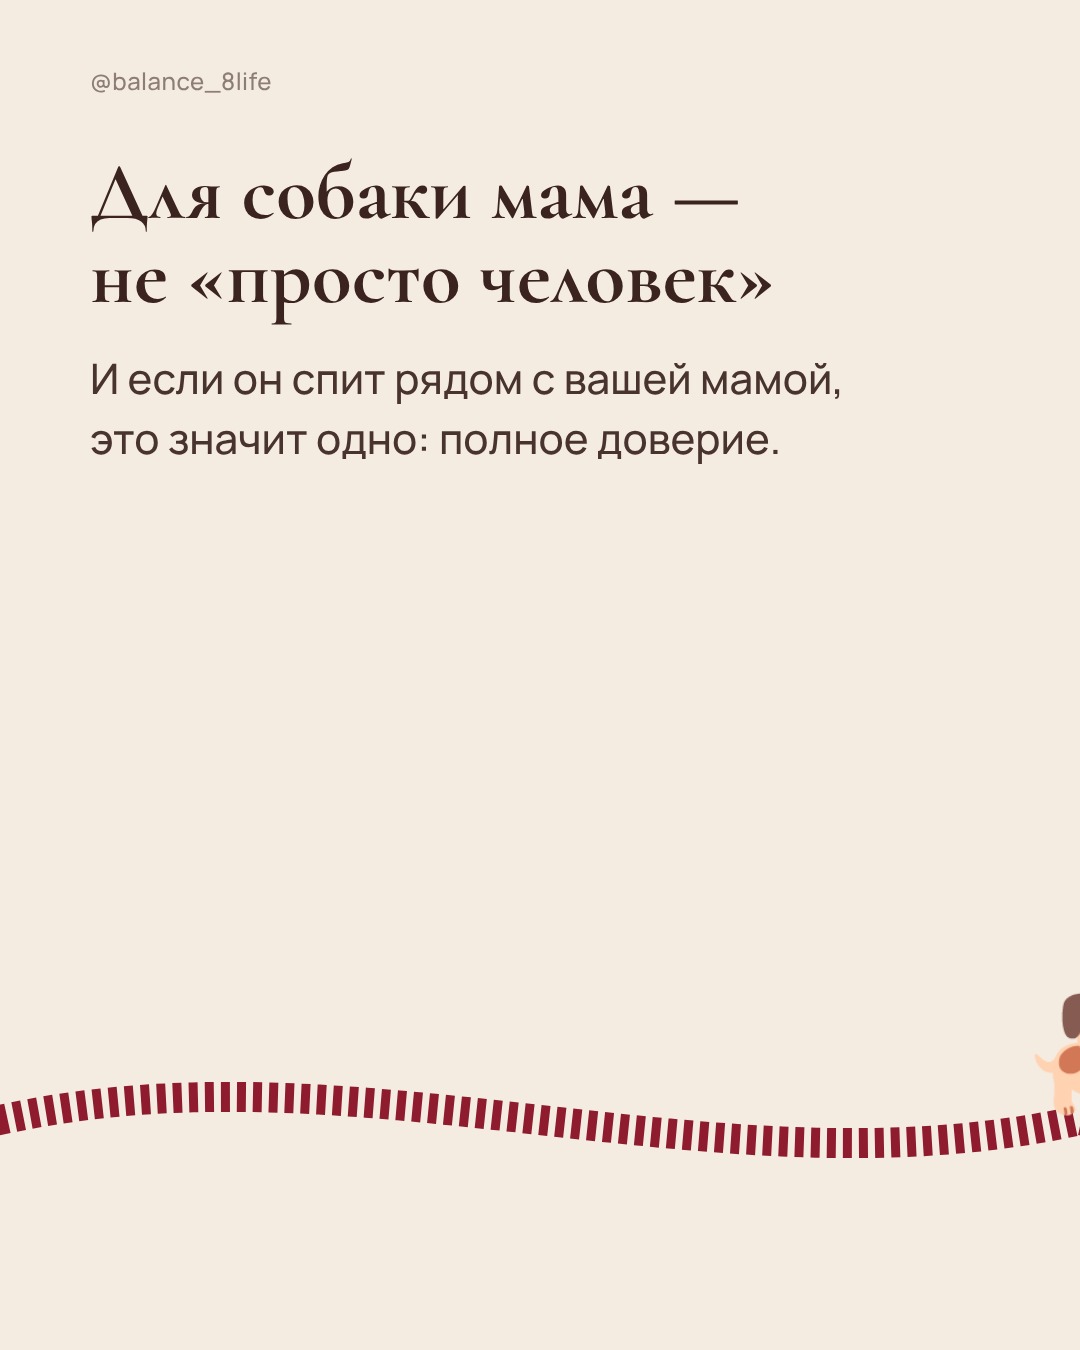 @balance_8life
Для собаки мама —
не «просто человек»
И если он спит рядом с вашей мамой,
это значит одно: полное доверие.